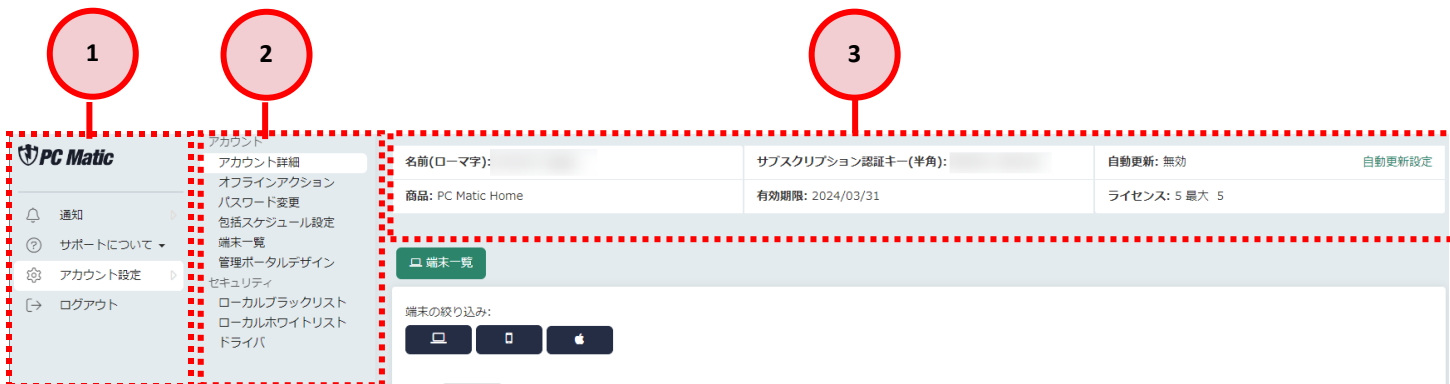 1
2
3
PC Matic
通知
サポートについて
アカウント設定
ログアウト
アカウント
アカウント詳細
オフラインアクション
パスワード変更
包括スケジュール設定
端末一覧
管理ポータルデザイン
セキュリティ
ローカルブラックリスト
ローカルホワイトリスト
ドライバ
名前(ローマ字):
サブスクリプション認証キー(半角):
自動更新: 無効
自動更新設定
商品: PC Matic Home
有効期限: 2024/03/31
ライセンス: 5 最大 5
端末一覧
端末の絞り込み: